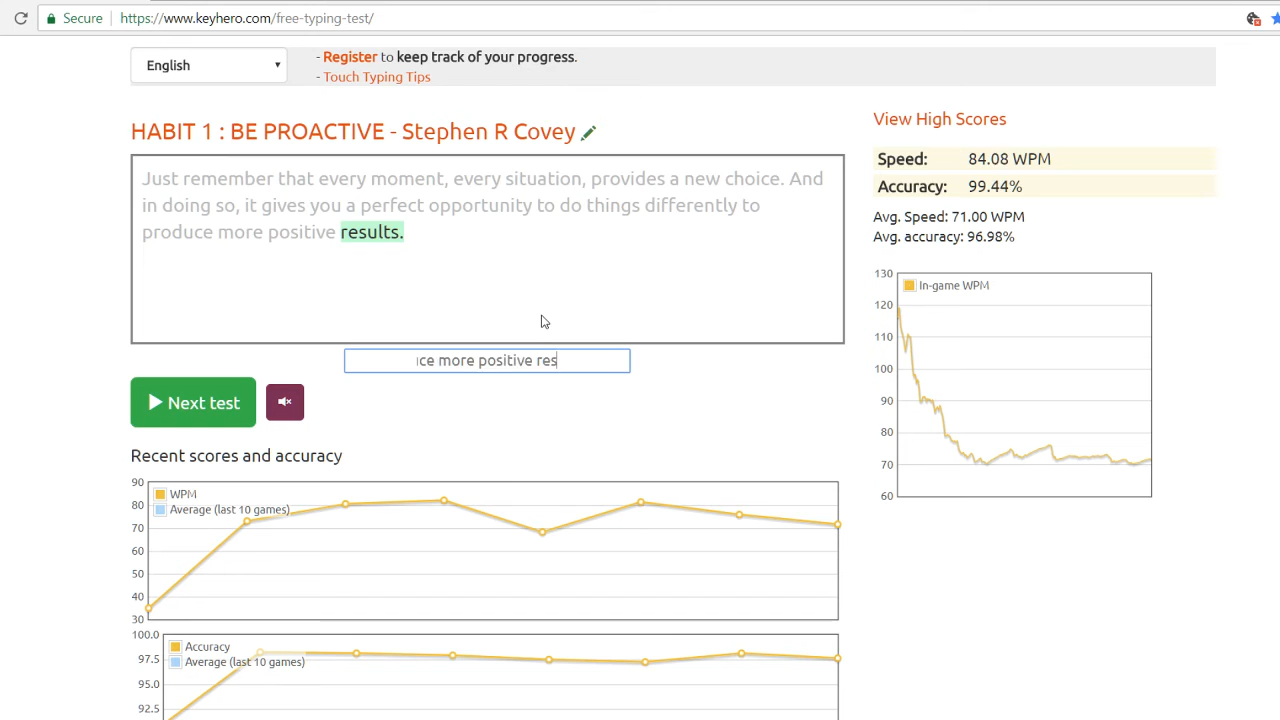 Secure https://www.keyhero.com/free-typing-test/
English
- Register to keep track of your progress.
- Touch Typing Tips
HABIT 1 : BE PROACTIVE - Stephen R Covey
Just remember that every moment, every situation, provides a new choice. And
in doing so, it gives you a perfect opportunity to do things differently to
produce more positive results.
ce more positive res
Next test
View High Scores
Speed: 84.08 WPM
Accuracy: 99.44%
Avg. Speed: 71.00 WPM
Avg. accuracy: 96.98%
130
In-game WPM
120
110
100
90
80
70
60
Recent scores and accuracy
90
WPM
80
Average (last 10 games)
70
60
50
40
30
100.0
Accuracy
97.5
Average (last 10 games)
95.0
92.5